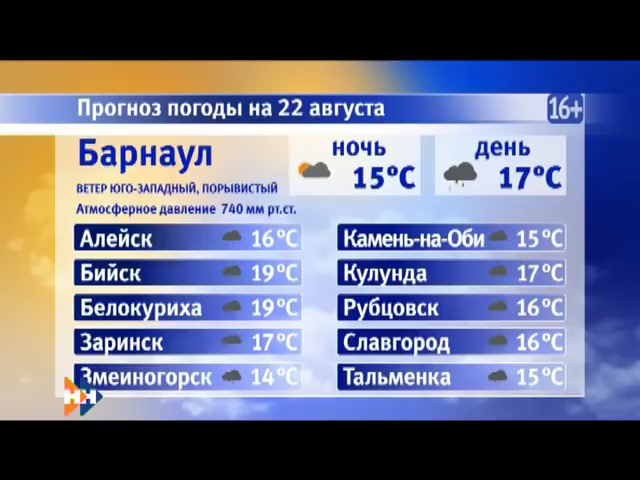 Прогноз погоды на 22 августа
16+
Барнаул
ВЕТЕР ЮГО-ЗАПАДНЫЙ, ПОРЫВИСТЫЙ
Атмосферное давление 740 мм рт.ст.
ночь
15°C
день
17°C
Алейск 16°C
Бийск 19°C
Белокуриха 19°C
Заринск 17°C
Змеиногорск 14°C
Камень-на-Оби 15°C
Кулунда 17°C
Рубцовск 16°C
Славгород 16°C
Тальменка 15°C
НН